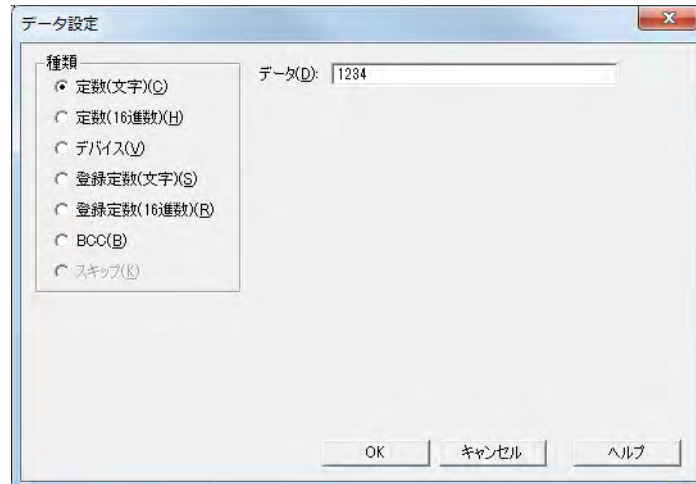 データ設定
種類
定数(文字)(C)
データ(D): 1234
定数(16進数)(H)
デバイス(V)
登録定数(文字)(S)
登録定数(16進数)(R)
BCC(B)
スキップ(K)
OK キャンセル ヘルプ